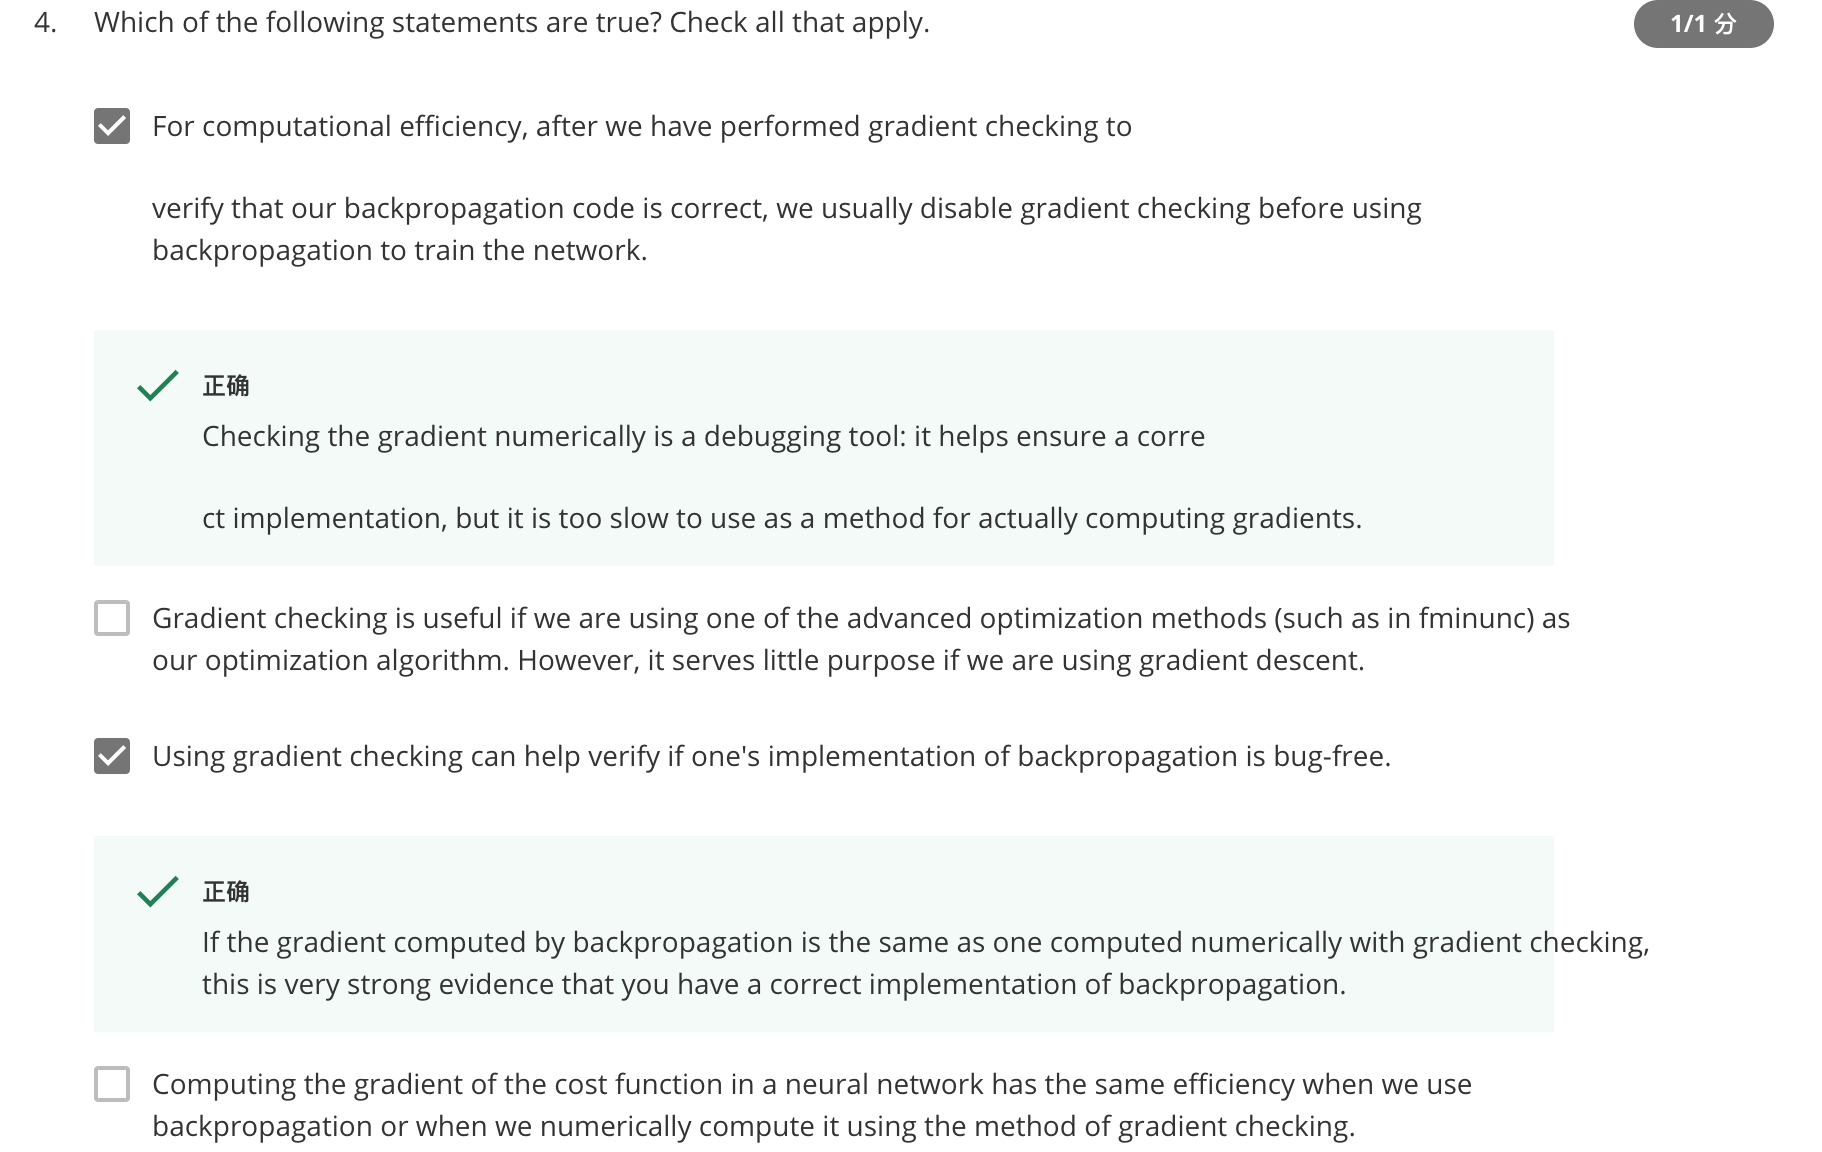 4. Which of the following statements are true? Check all that apply.
1/1 分
For computational efficiency, after we have performed gradient checking to
verify that our backpropagation code is correct, we usually disable gradient checking before using
backpropagation to train the network.
正确
Checking the gradient numerically is a debugging tool: it helps ensure a corre
ct implementation, but it is too slow to use as a method for actually computing gradients.
Gradient checking is useful if we are using one of the advanced optimization methods (such as in fminunc) as
our optimization algorithm. However, it serves little purpose if we are using gradient descent.
Using gradient checking can help verify if one's implementation of backpropagation is bug-free.
正确
If the gradient computed by backpropagation is the same as one computed numerically with gradient checking,
this is very strong evidence that you have a correct implementation of backpropagation.
Computing the gradient of the cost function in a neural network has the same efficiency when we use
backpropagation or when we numerically compute it using the method of gradient checking.